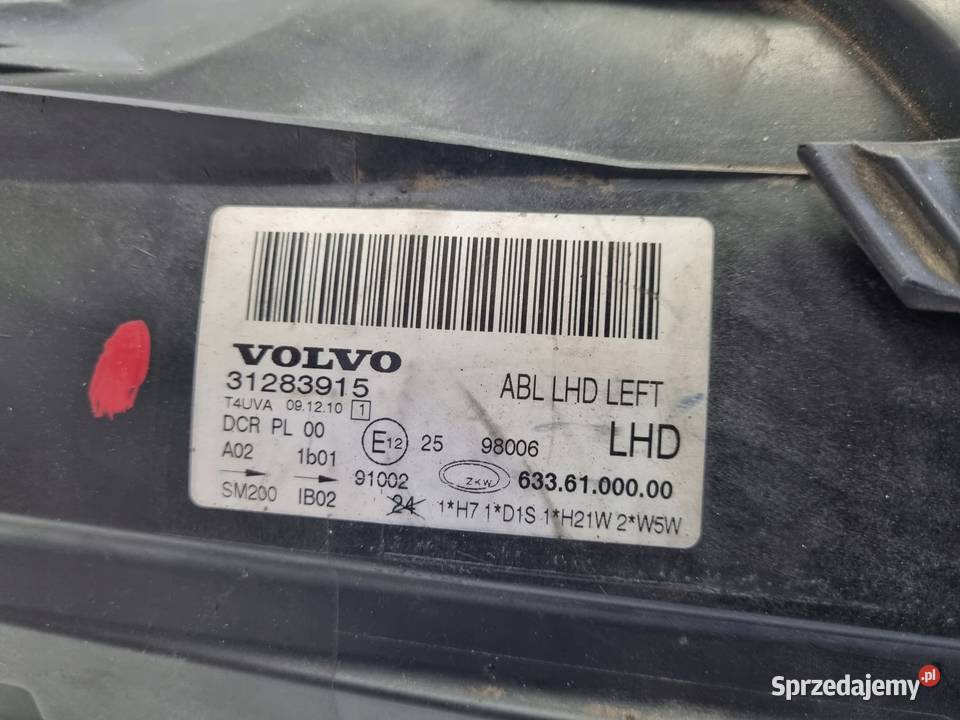 VOLVO
31283915
ABL LHD LEFT
T4UVA 09.12.10 1
DCR PL 00
E12 25 98006 LHD
A02 1b01
91002 ZKW 633.61.000.00
SM200 IB02
24 1*H7 1*D1S 1*H21W 2*W5W
Sprzedajemy.pl